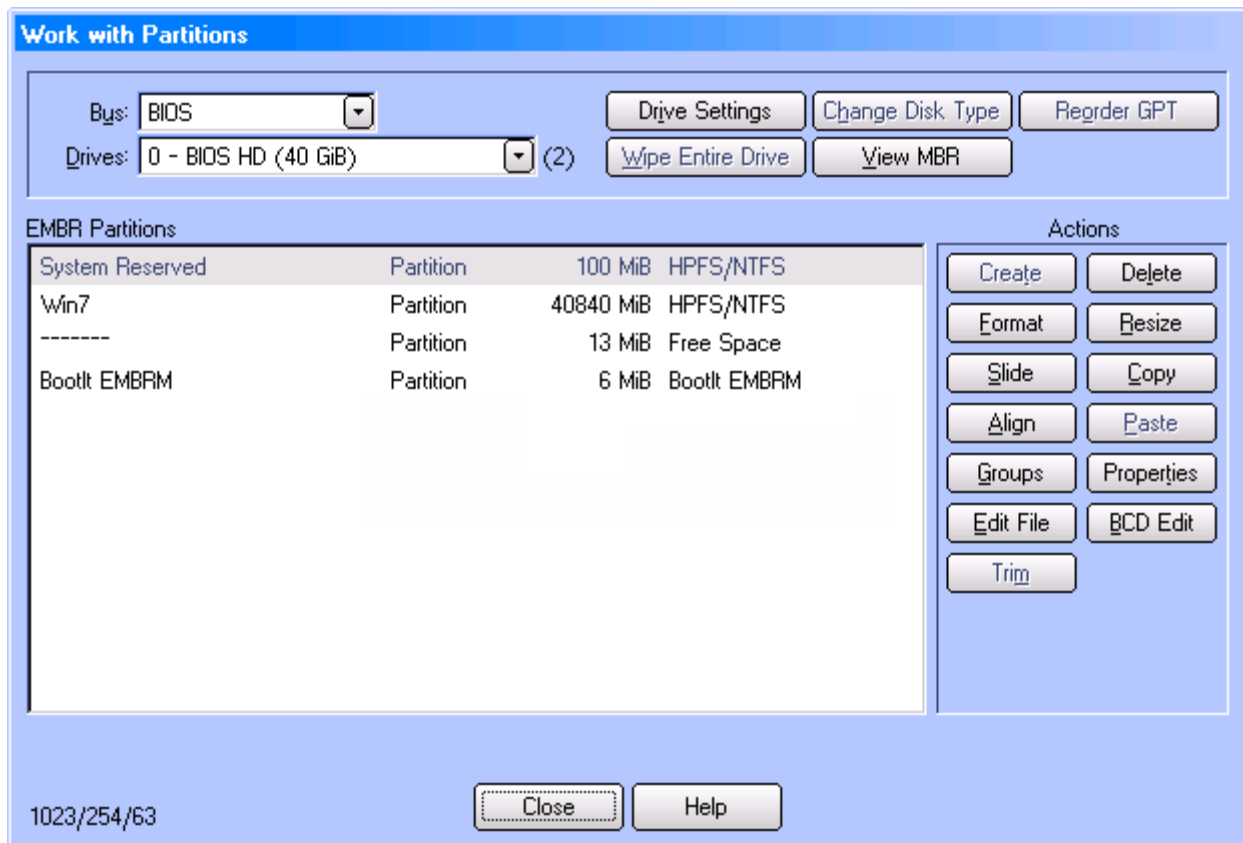 Work with Partitions
Bus: BIOS Drive Settings Change Disk Type Reorder GPT
Drives: 0 - BIOS HD (40 GiB) (2) Wipe Entire Drive View MBR
EMBR Partitions Actions
System Reserved Partition 100 MiB HPFS/NTFS Create Delete
Win7 Partition 40840 MiB HPFS/NTFS Format Resize
------- Partition 13 MiB Free Space
BootIt EMBRM Partition 6 MiB BootIt EMBRM Slide Copy
Align Paste
Groups Properties
Edit File BCD Edit
Trim
1023/254/63 Close Help